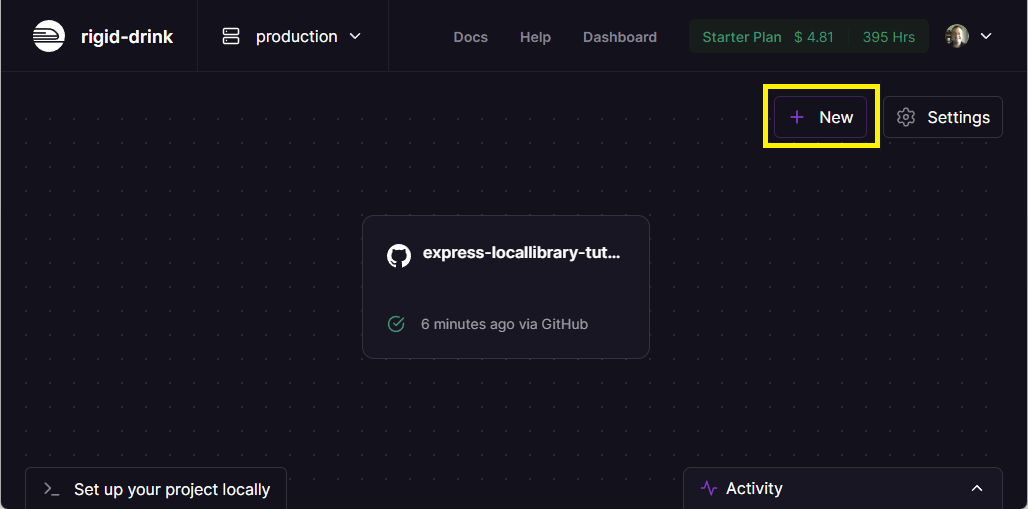 rigid-drink production Docs Help Dashboard Starter Plan $ 4.81 395 Hrs
New Settings
express-locallibrary-tut...
6 minutes ago via GitHub
Set up your project locally Activity